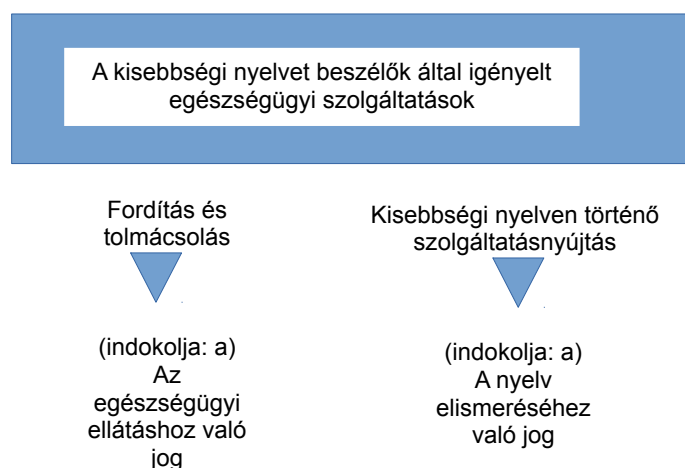 A kisebbségi nyelvet beszélők által igényelt
egészségügyi szolgáltatások
Fordítás és
tolmácsolás
Kisebbségi nyelven történő
szolgáltatásnyújtás
(indokolja: a)
Az
egészségügyi
ellátáshoz való
jog
(indokolja: a)
A nyelv
elismeréséhez
való jog